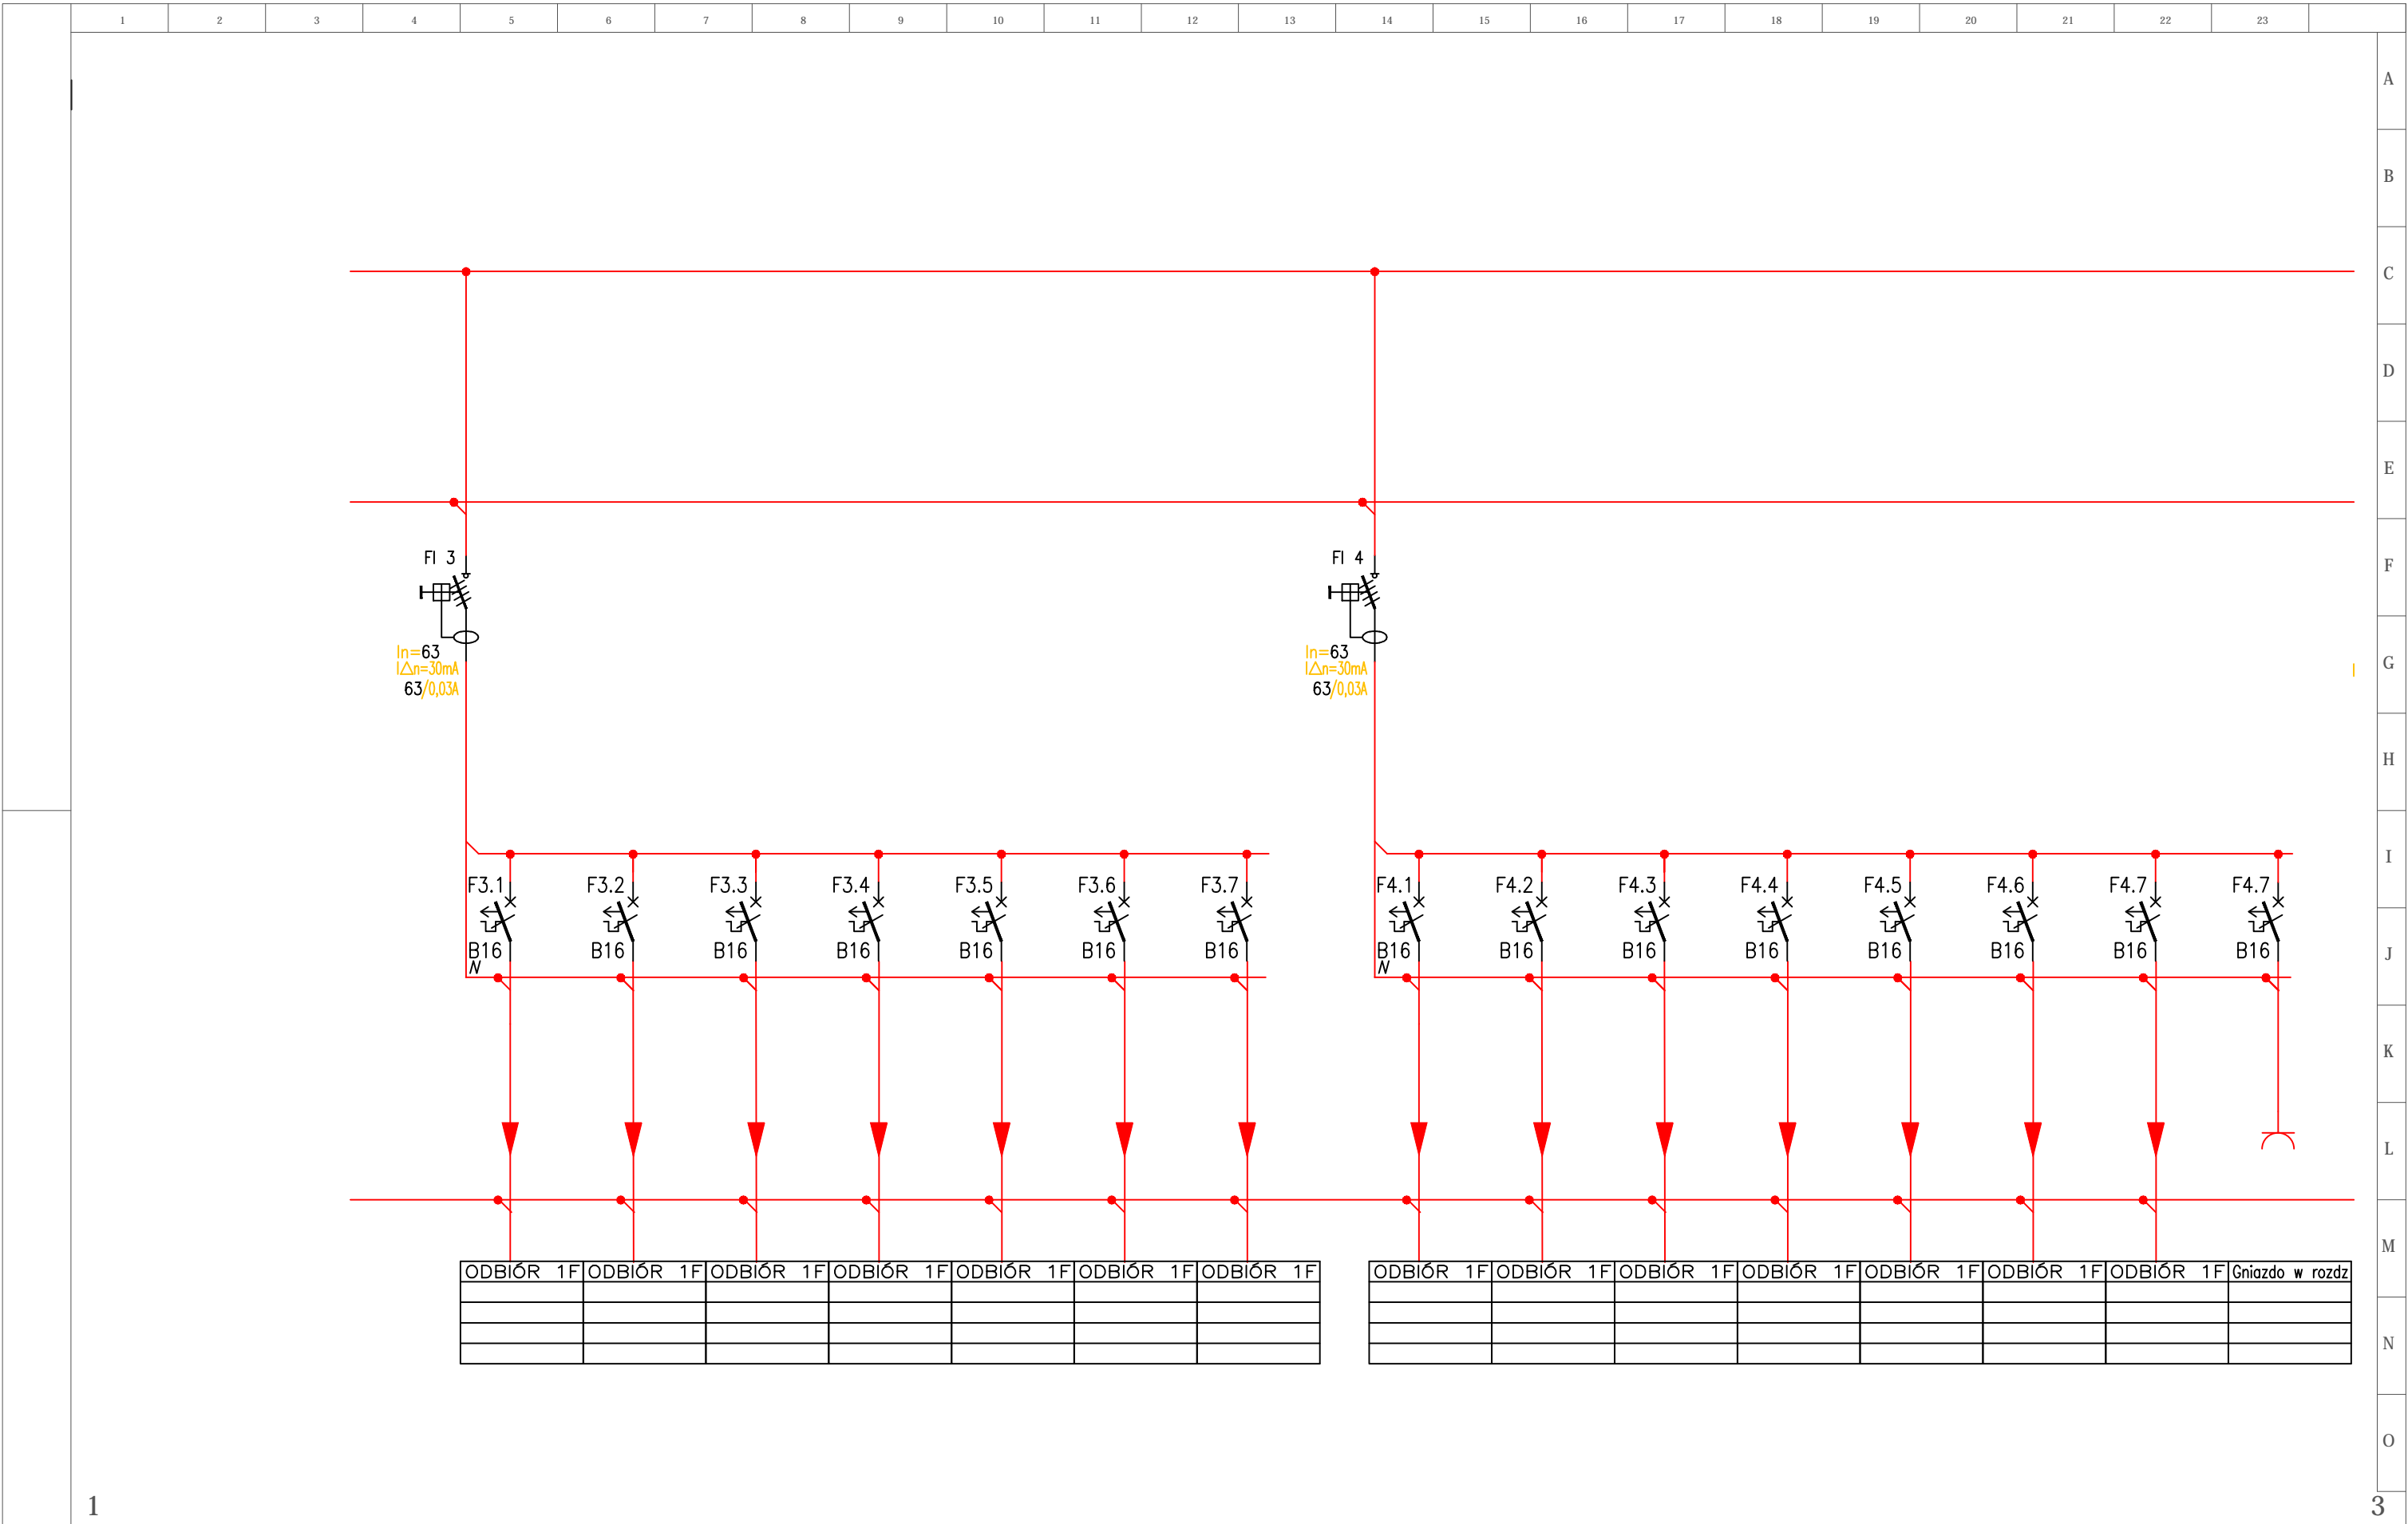 1 2 3 4 5 6 7 8 9 10 11 12 13 14 15 16 17 18 19 20 21 22 23
A
B
C
D
E
FI 3 FI 4
F
In=63 In=63
I△n=30mA I△n=30mA
63/0,03A 63/0,03A
G
H
I
F3.1 F3.2 F3.3 F3.4 F3.5 F3.6 F3.7 F4.1 F4.2 F4.3 F4.4 F4.5 F4.6 F4.7 F4.7
B16 B16 B16 B16 B16 B16 B16 B16 B16 B16 B16 B16 B16 B16 B16
J
N N
K
L
M
ODBIÓR 1F ODBIÓR 1F ODBIÓR 1F ODBIÓR 1F ODBIÓR 1F ODBIÓR 1F ODBIÓR 1F ODBIÓR 1F ODBIÓR 1F ODBIÓR 1F ODBIÓR 1F ODBIÓR 1F ODBIÓR 1F ODBIÓR 1F Gniazdo w rozdz
N
O
1 3